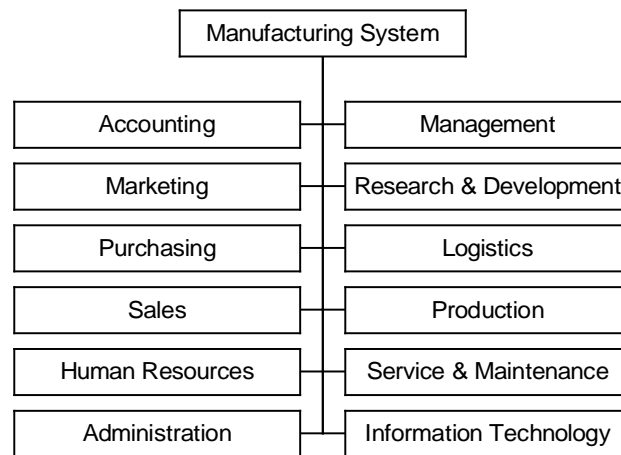 Manufacturing System
Accounting
Management
Marketing
Research & Development
Purchasing
Logistics
Sales
Production
Human Resources
Service & Maintenance
Administration
Information Technology